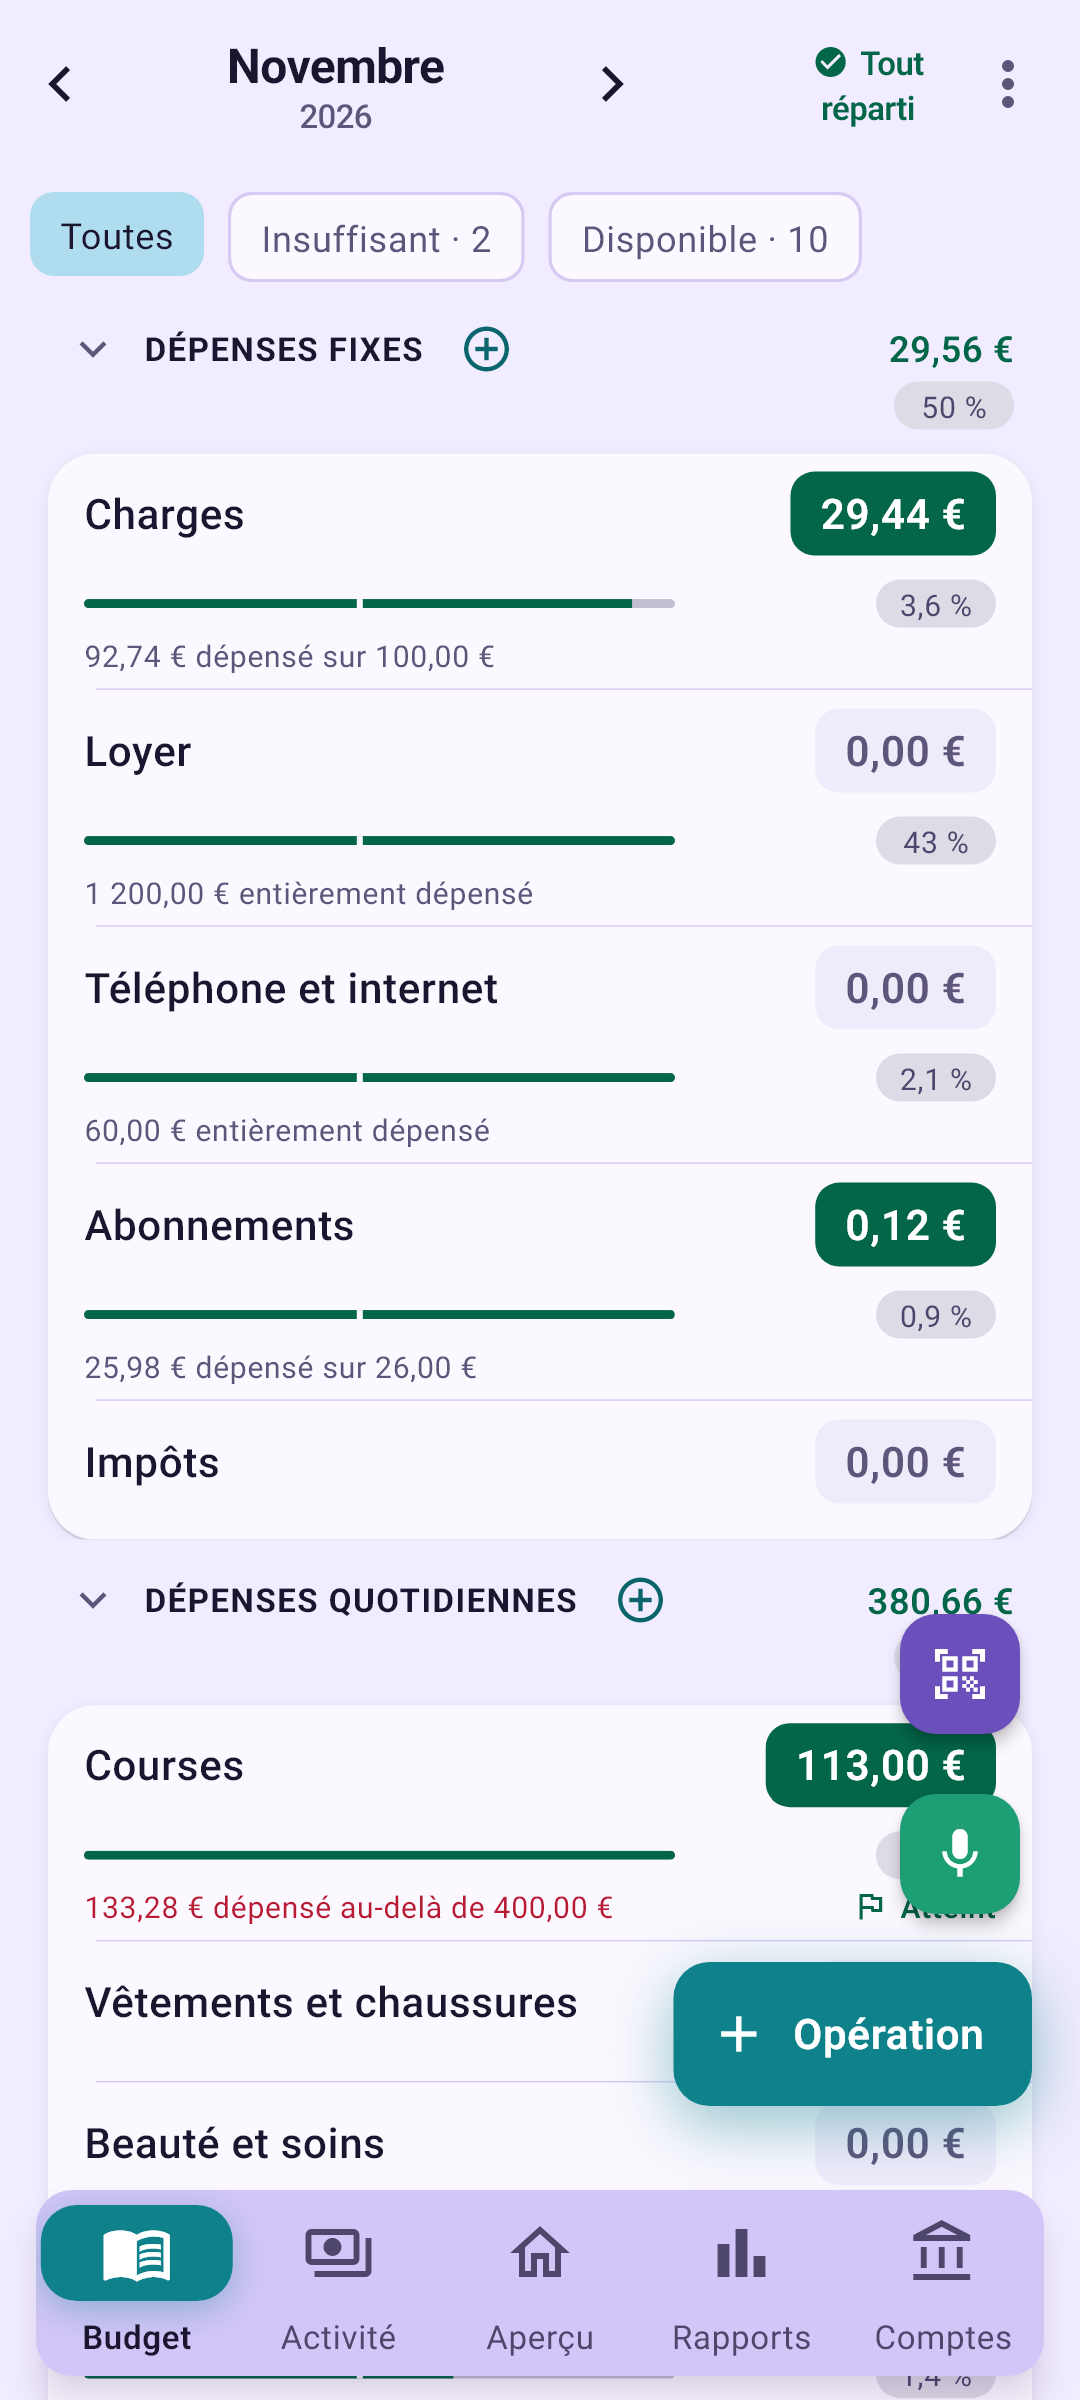 Novembre
2026
Tout
réparti
Toutes
Insuffisant · 2
Disponible · 10
DÉPENSES FIXES
29,56 €
50 %
Charges
29,44 €
3,6 %
92,74 € dépensé sur 100,00 €
Loyer
0,00 €
43 %
1 200,00 € entièrement dépensé
Téléphone et internet
0,00 €
2,1 %
60,00 € entièrement dépensé
Abonnements
0,12 €
0,9 %
25,98 € dépensé sur 26,00 €
Impôts
0,00 €
DÉPENSES QUOTIDIENNES
380,66 €
Courses
113,00 €
133,28 € dépensé au-delà de 400,00 €
Vêtements et chaussures
Opération
Beauté et soins
0,00 €
Budget
Activité
Aperçu
Rapports
Comptes
1,4 %